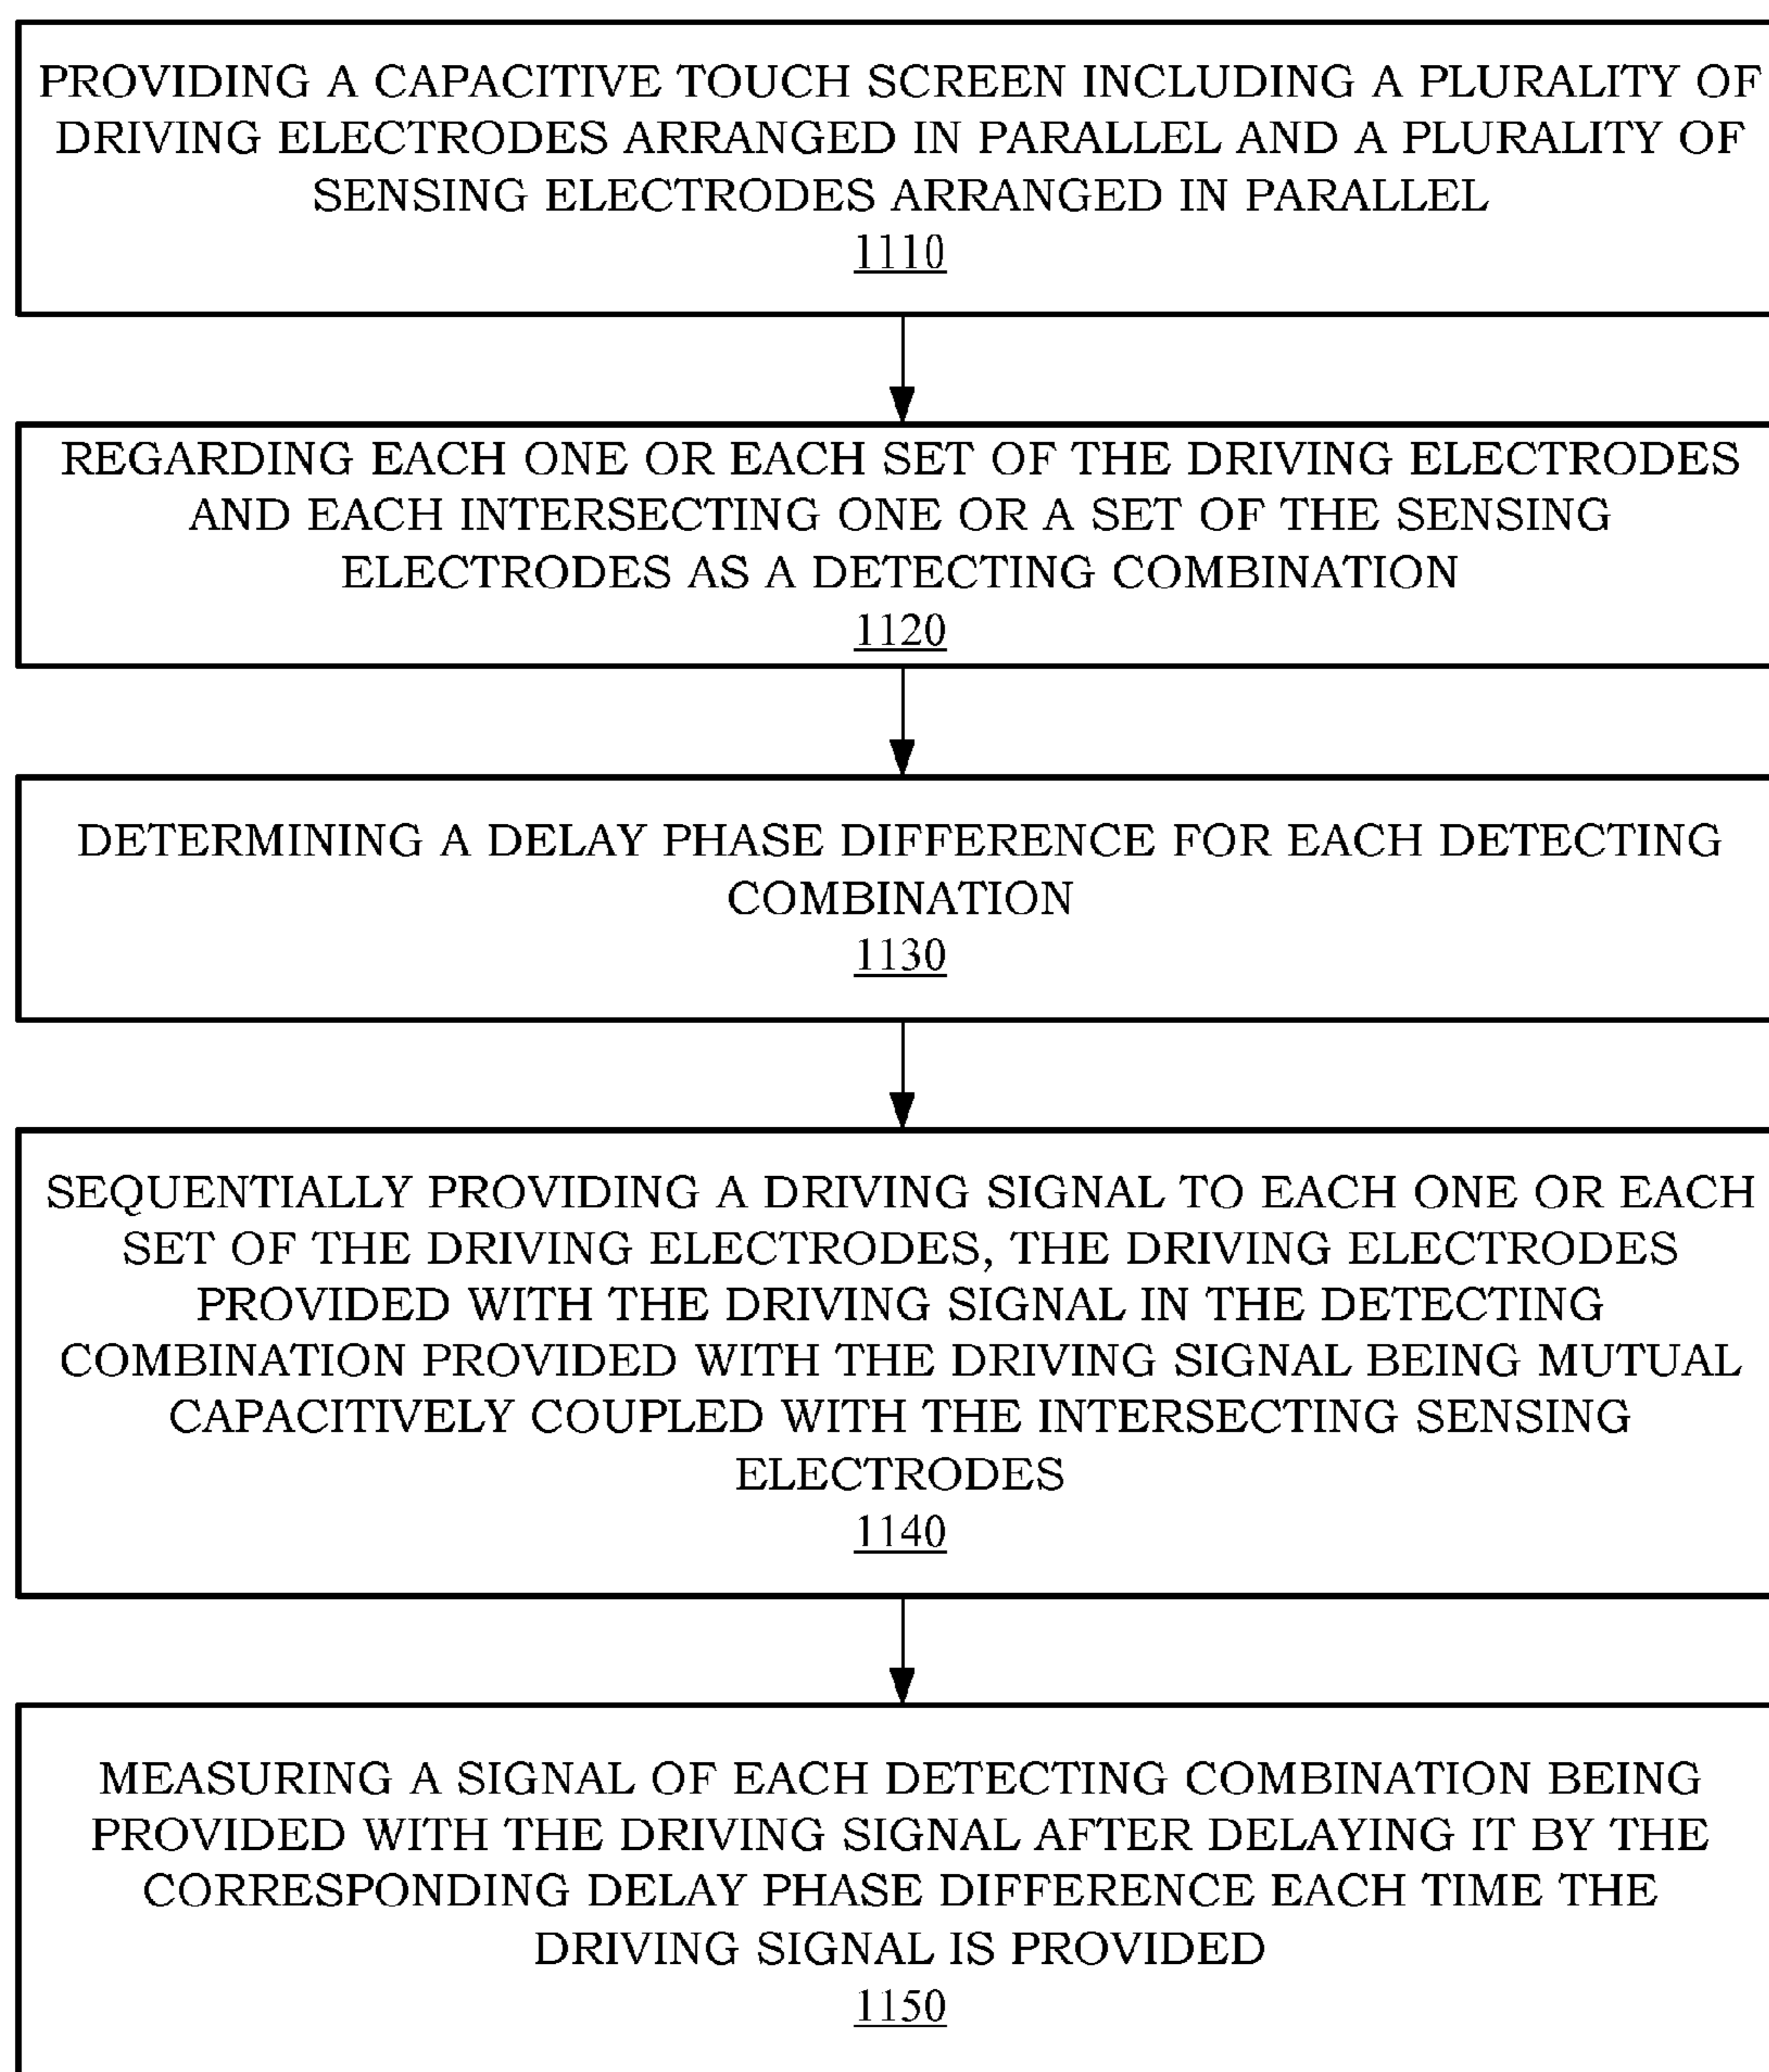 PROVIDING A CAPACITIVE TOUCH SCREEN INCLUDING A PLURALITY OF
DRIVING ELECTRODES ARRANGED IN PARALLEL AND A PLURALITY OF
SENSING ELECTRODES ARRANGED IN PARALLEL
1110
REGARDING EACH ONE OR EACH SET OF THE DRIVING ELECTRODES
AND EACH INTERSECTING ONE OR A SET OF THE SENSING
ELECTRODES AS A DETECTING COMBINATION
1120
DETERMINING A DELAY PHASE DIFFERENCE FOR EACH DETECTING
COMBINATION
1130
SEQUENTIALLY PROVIDING A DRIVING SIGNAL TO EACH ONE OR EACH
SET OF THE DRIVING ELECTRODES, THE DRIVING ELECTRODES
PROVIDED WITH THE DRIVING SIGNAL IN THE DETECTING
COMBINATION PROVIDED WITH THE DRIVING SIGNAL BEING MUTUAL
CAPACITIVELY COUPLED WITH THE INTERSECTING SENSING
ELECTRODES
1140
MEASURING A SIGNAL OF EACH DETECTING COMBINATION BEING
PROVIDED WITH THE DRIVING SIGNAL AFTER DELAYING IT BY THE
CORRESPONDING DELAY PHASE DIFFERENCE EACH TIME THE
DRIVING SIGNAL IS PROVIDED
1150